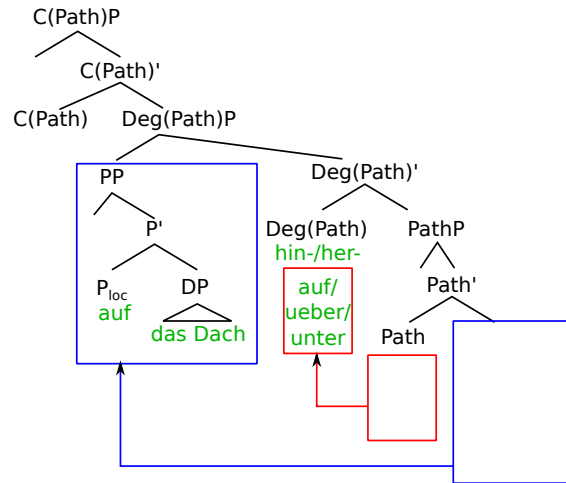 C(Path)P
C(Path)'
C(Path) Deg(Path)P
PP Deg(Path)'
P' Deg(Path) PathP
hin-/her-
P_loc DP auf/ Path'
auf ueber/
das Dach unter Path